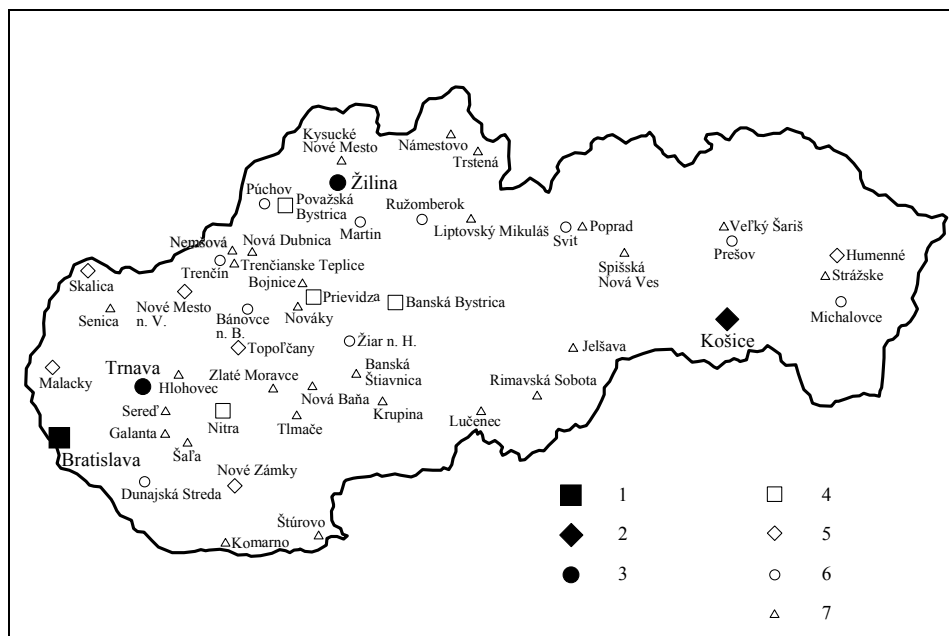 Kysucké
Nové Mesto
Námestovo
Trstená
Žilina
Púchov
Považská
Bystrica
Martin
Ružomberok
Liptovský Mikuláš
Svit
Poprad
Veľký Šariš
Prešov
Nemšová
Nová Dubnica
Trenčín
Trenčianske Teplice
Bojnice
Spišská
Nová Ves
Humenné
Strážske
Michalovce
Skalica
Senica
Nové Mesto
n. V.
Bánovce
n. B.
Nováky
Prievidza
Banská Bystrica
Košice
Topoľčany
Žiar n. H.
Jelšava
Malacky
Trnava
Hlohovec
Zlaté Moravce
Banská
Štiavnica
Rimavská Sobota
Nová Baňa
Krupina
Lučenec
Sereď
Nitra
Tlmače
Galanta
Šaľa
Bratislava
Dunajská Streda
Nové Zámky
Štúrovo
Komarno
1
2
3
4
5
6
7